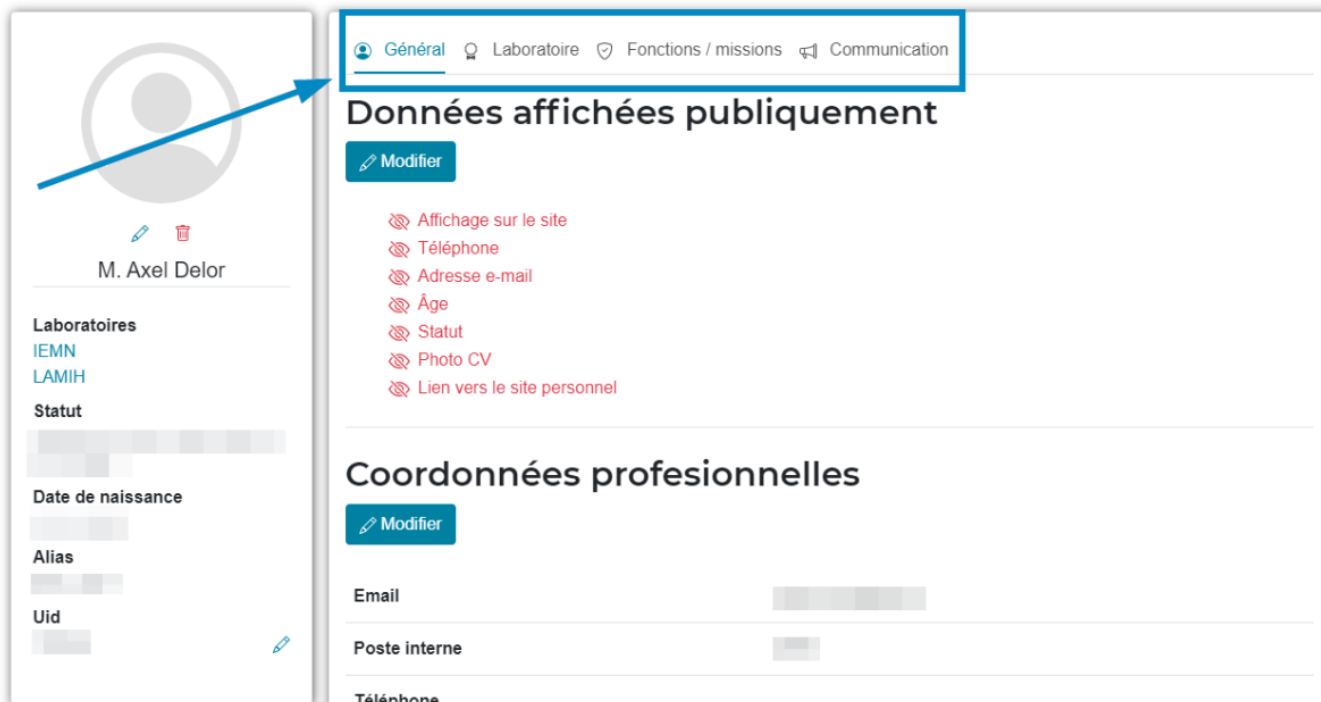 Général Laboratoire Fonctions / missions Communication
Données affichées publiquement
Modifier
Affichage sur le site
Téléphone
Adresse e-mail
Âge
Statut
Photo CV
Lien vers le site personnel
Coordonnées profesionnelles
Modifier
Email
Poste interne
Téléphone
M. Axel Delor
Laboratoires
IEMN
LAMIH
Statut
Date de naissance
Alias
Uid